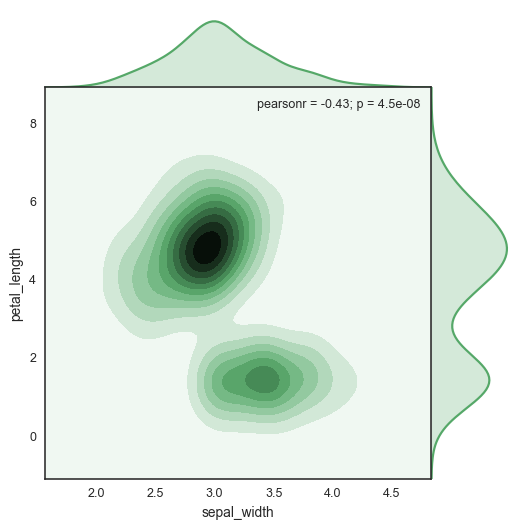 pearsonr = -0.43; p = 4.5e-08
8
6
4
2
0
petal_length
2.0 2.5 3.0 3.5 4.0 4.5
sepal_width